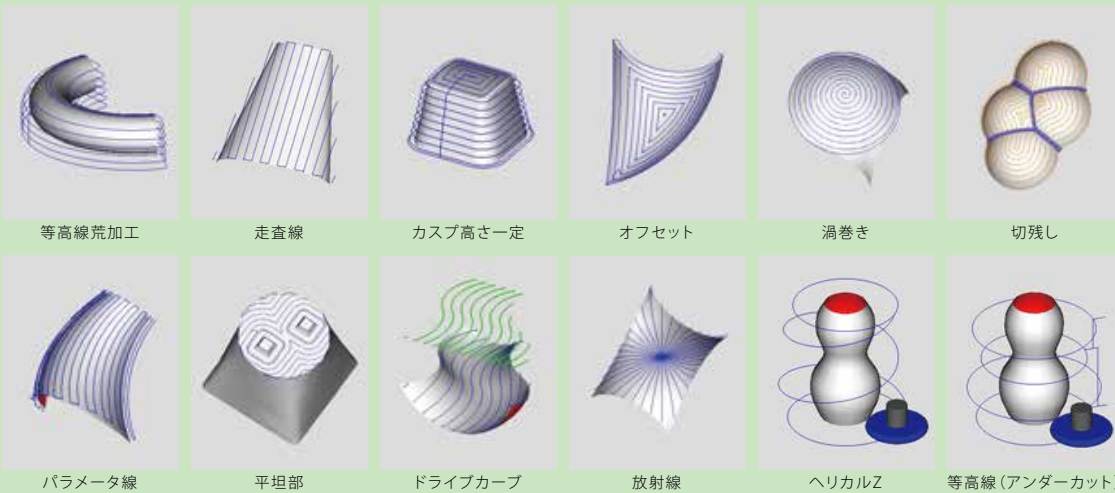 等高線荒加工
走査線
カスプ高さ一定
オフセット
渦巻き
切残し
パラメータ線
平坦部
ドライブカーブ
放射線
ヘリカルZ
等高線(アンダーカット)